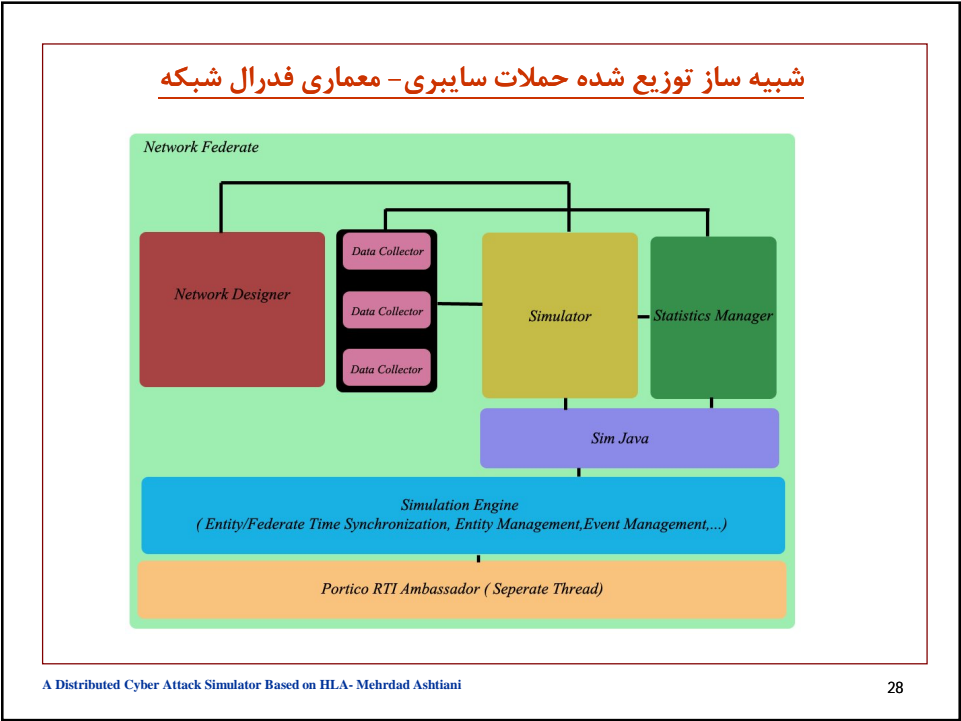 شبیه ساز توزیع شده حملات سایبری- معماری فدرال شبکه
Network Federate
Network Designer
Data Collector
Data Collector
Data Collector
Simulator
Statistics Manager
Sim Java
Simulation Engine
( Entity/Federate Time Synchronization, Entity Management,Event Management,...)
Portico RTI Ambassador ( Seperate Thread)
A Distributed Cyber Attack Simulator Based on HLA- Mehrdad Ashtiani
28